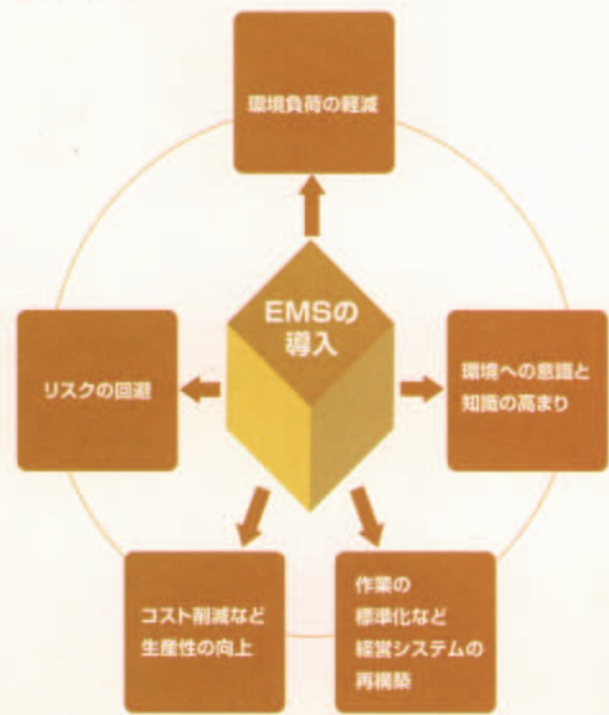 環境負荷の軽減
EMSの
導入
環境への意識と
知識の高まり
作業の
標準化など
経営システムの
再構築
コスト削減など
生産性の向上
リスクの回避